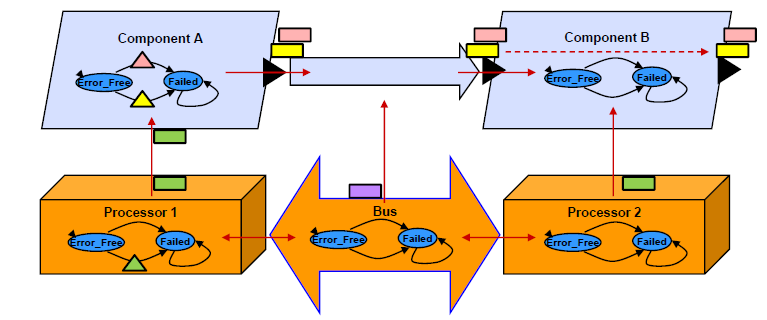 Component A
Component B
Error_Free
Failed
Error_Free
Failed
Processor 1
Bus
Processor 2
Error_Free
Failed
Error_Free
Failed
Error_Free
Failed